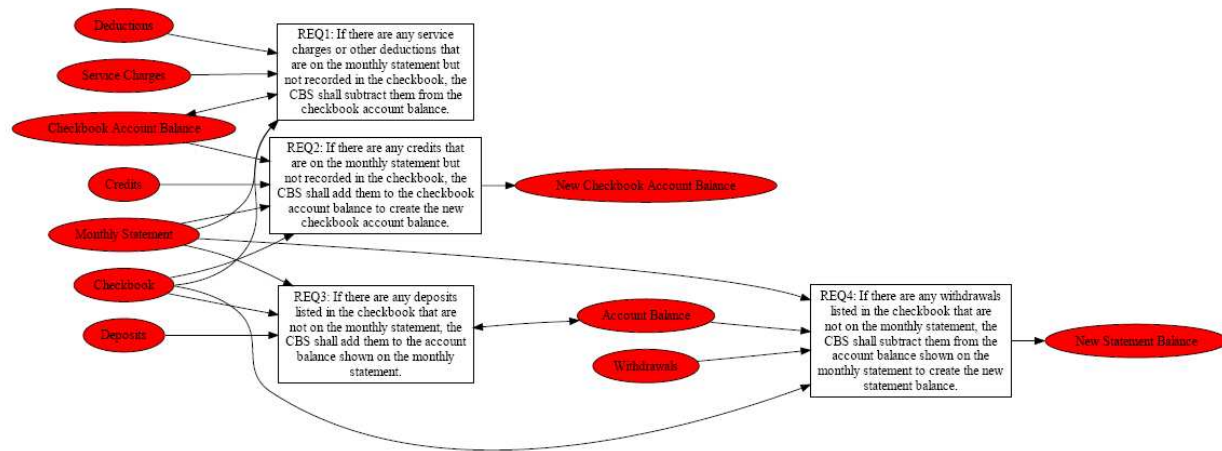 Deductions
Service Charges
Checkbook Account Balance
Credits
Monthly Statement
Checkbook
Deposits
REQ1: If there are any service
charges or other deductions that
are on the monthly statement but
not recorded in the checkbook, the
CBS shall subtract them from the
checkbook account balance.
REQ2: If there are any credits that
are on the monthly statement but
not recorded in the checkbook, the
CBS shall add them to the checkbook
account balance to create the new
checkbook account balance.
REQ3: If there are any deposits
listed in the checkbook that are
not on the monthly statement, the
CBS shall add them to the account
balance shown on the monthly
statement.
New Checkbook Account Balance
Account Balance
Withdrawals
REQ4: If there are any withdrawals
listed in the checkbook that are
not on the monthly statement, the
CBS shall subtract them from the
account balance shown on the
monthly statement to create the new
statement balance.
New Statement Balance